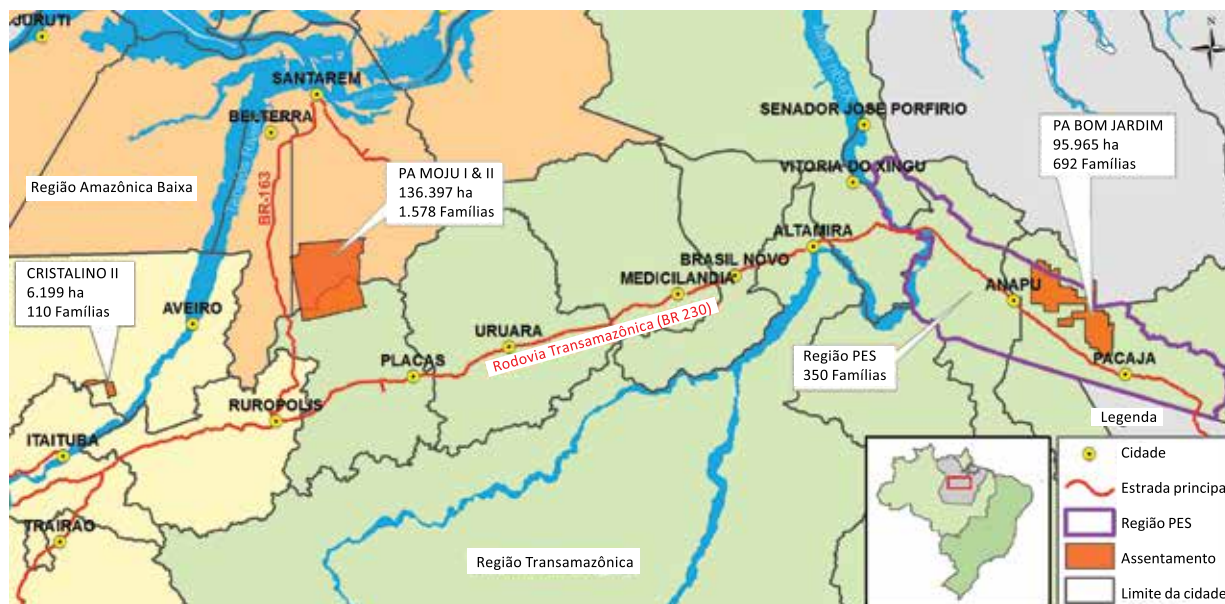 JURUTI
SANTAREM
BELTERRA
SENADOR JOSE PORFIRIO
PA BOM JARDIM
95.965 ha
692 Famílias
VITORIA DO XINGU
PA MOJU I & II
136.397 ha
1.578 Famílias
Região Amazônica Baixa
BR-163
ALTAMIRA
BRASIL NOVO
MEDICILANDIA
CRISTALINO II
6.199 ha
110 Famílias
ANAPU
AVEIRO
Rodovia Transamazônica (BR 230)
URUARA
Região PES
350 Famílias
PLACAS
PACAJA
RUROPOLIS
Legenda
ITAITUBA
Cidade
Estrada principal
Região PES
TRAIRAO
Assentamento
Região Transamazônica
Limite da cidade
N